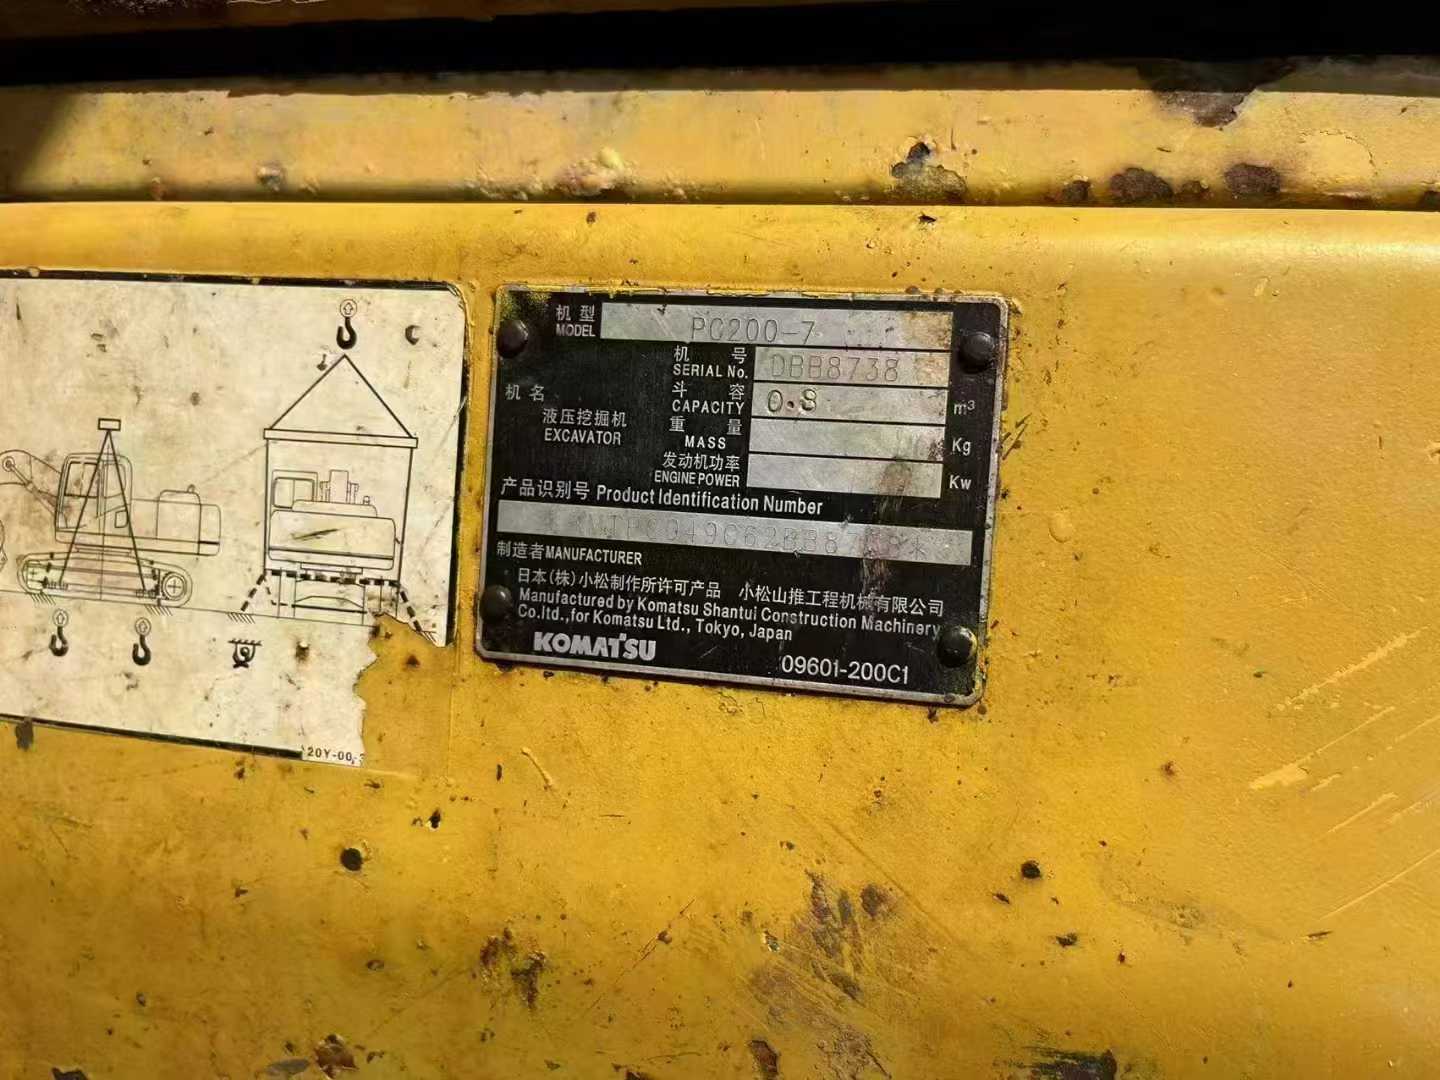 机型
MODEL PC200-7
机号
SERIAL No. DBB8738
斗容
CAPACITY 0.8 m³
机名
液压挖掘机
EXCAVATOR
重量
MASS Kg
发动机功率
ENGINE POWER Kw
产品识别号 Product Identification Number
制造者 MANUFACTURER
日本(株)小松制作所许可产品 小松山推工程机械有限公司
Manufactured by Komatsu Shantui Construction Machinery
Co.ltd., for Komatsu Ltd., Tokyo, Japan
KOMATSU 09601-200C1
20Y-00-